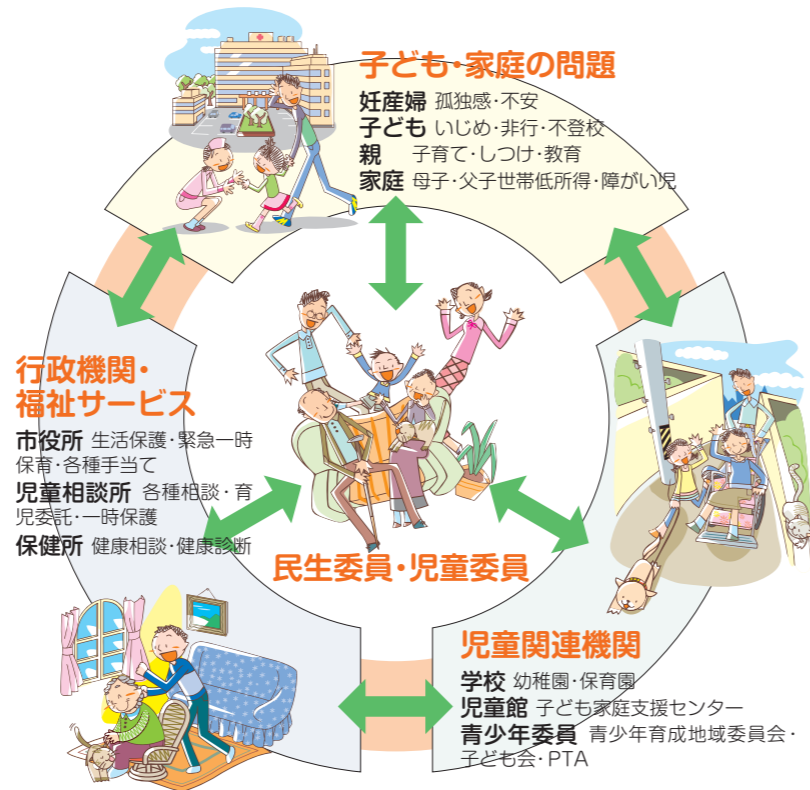 子ども・家庭の問題
妊産婦 孤独感・不安
子ども いじめ・非行・不登校
親 子育て・しつけ・教育
家庭 母子・父子世帯低所得・障がい児
行政機関・
福祉サービス
市役所 生活保護・緊急一時
保育・各種手当て
児童相談所 各種相談・育
児委託・一時保護
保健所 健康相談・健康診断
民生委員・児童委員
児童関連機関
学校 幼稚園・保育園
児童館 子ども家庭支援センター
青少年委員 青少年育成地域委員会・
子ども会・PTA